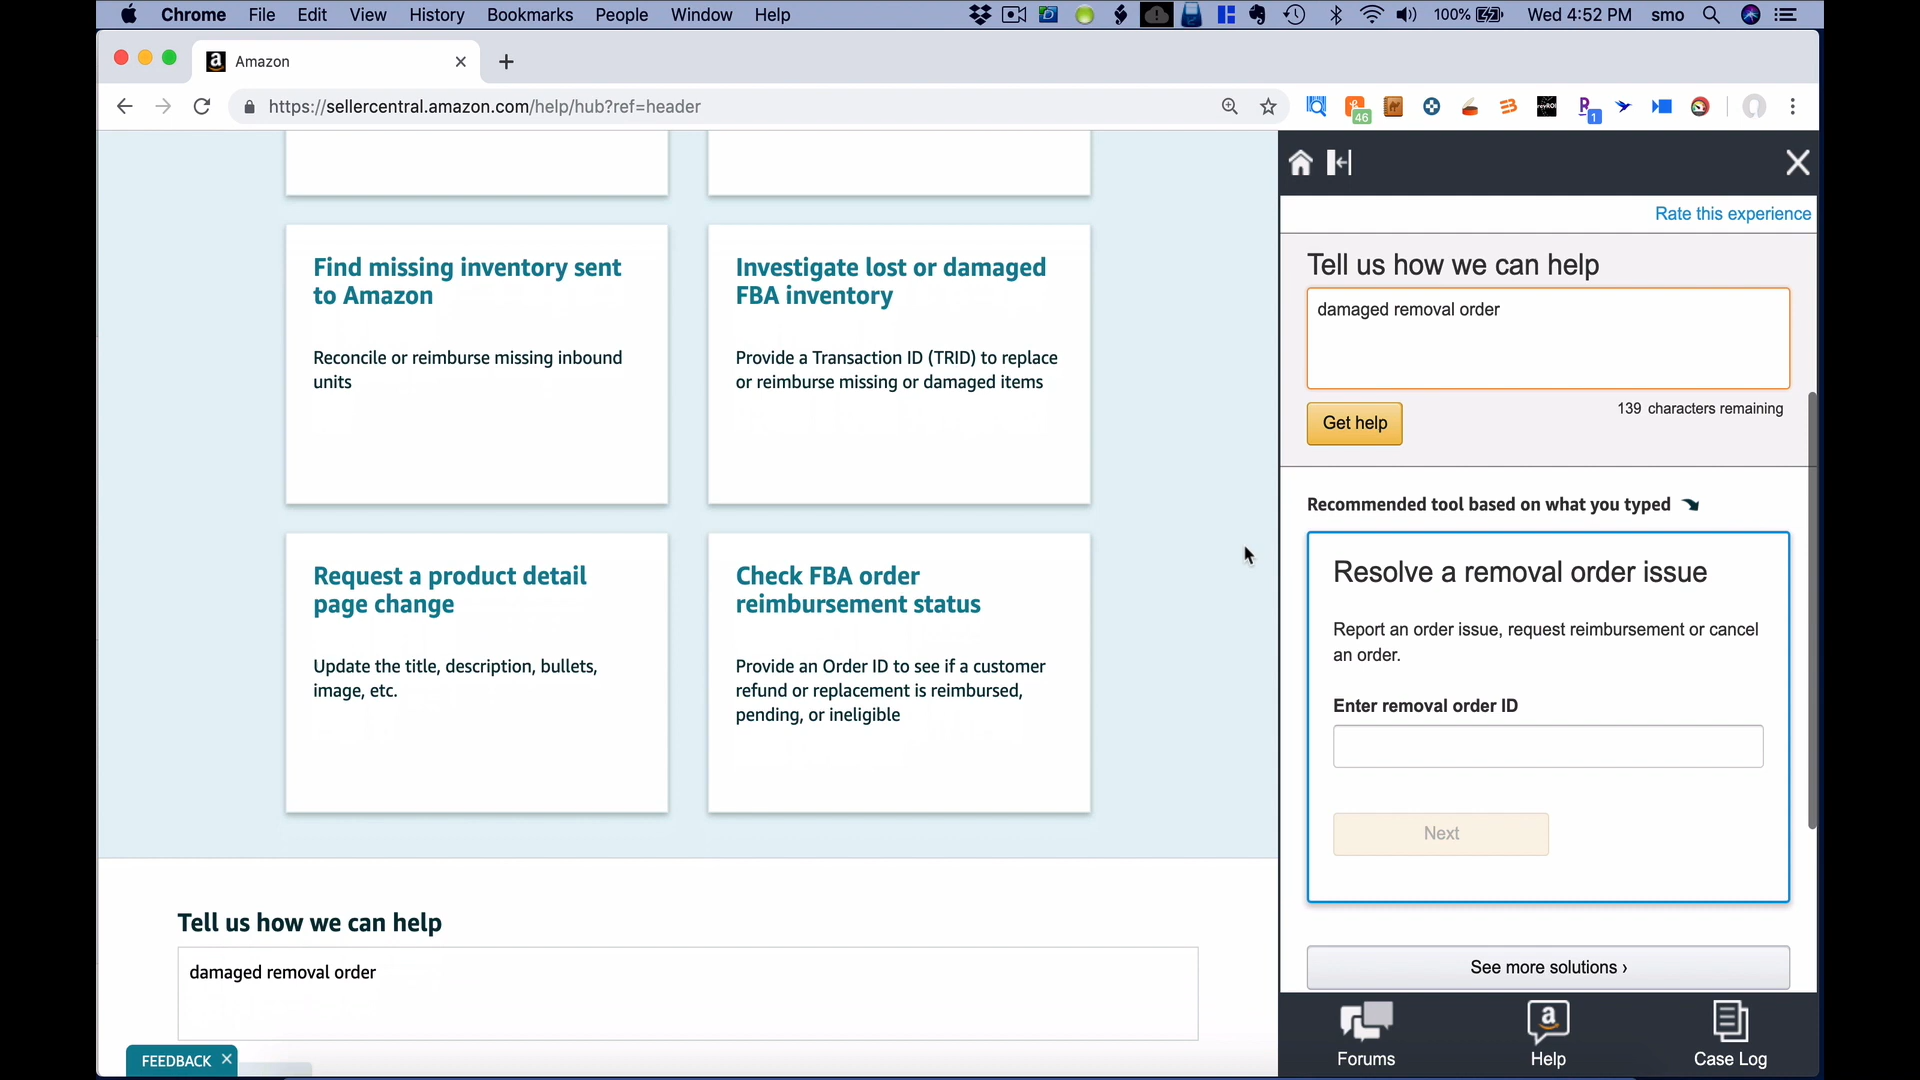 Chrome File Edit View History Bookmarks People Window Help 100% Wed 4:52 PM smo
Amazon
https://sellercentral.amazon.com/help/hub?ref=header
46
1
Find missing inventory sent
to Amazon
Reconcile or reimburse missing inbound
units
Investigate lost or damaged
FBA inventory
Provide a Transaction ID (TRID) to replace
or reimburse missing or damaged items
Request a product detail
page change
Update the title, description, bullets,
image, etc.
Check FBA order
reimbursement status
Provide an Order ID to see if a customer
refund or replacement is reimbursed,
pending, or ineligible
Tell us how we can help
damaged removal order
FEEDBACK
Rate this experience
Tell us how we can help
damaged removal order
139 characters remaining
Get help
Recommended tool based on what you typed
Resolve a removal order issue
Report an order issue, request reimbursement or cancel
an order.
Enter removal order ID
Next
See more solutions ›
Forums Help Case Log